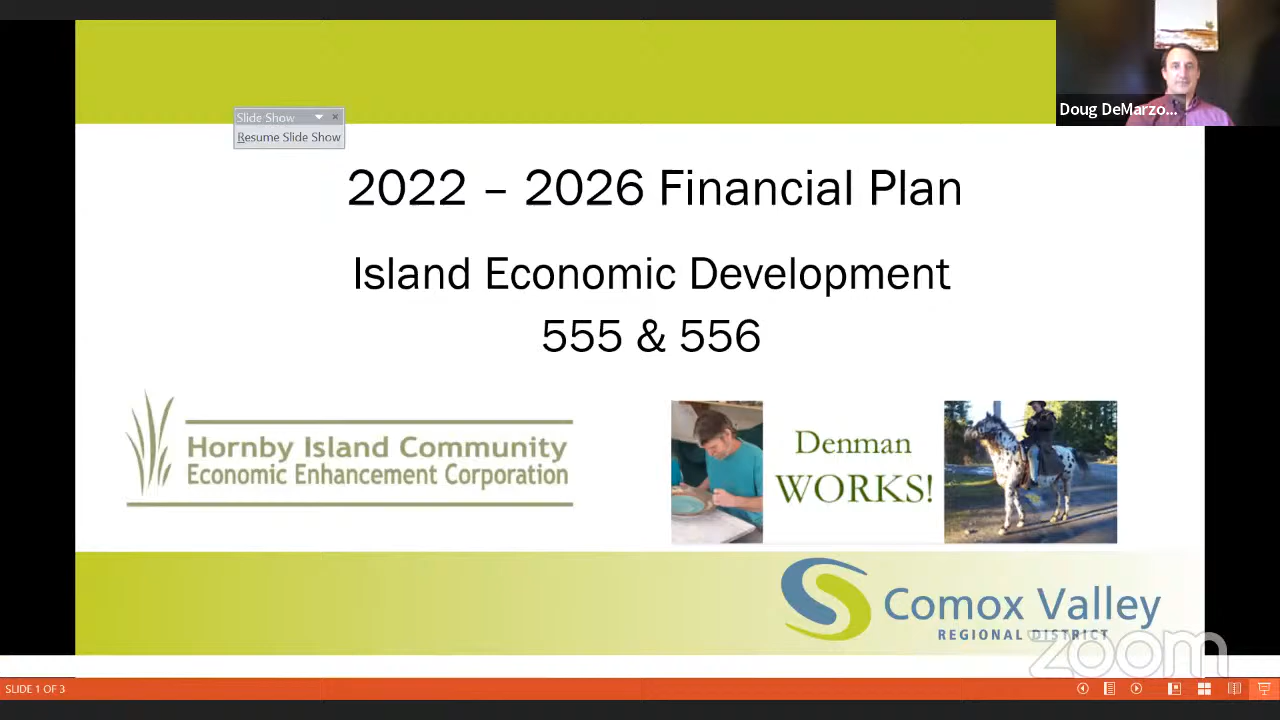 Doug DeMarzo...
Slide Show
Resume Slide Show
2022 – 2026 Financial Plan
Island Economic Development
555 & 556
Hornby Island Community
Economic Enhancement Corporation
Denman
WORKS!
Comox Valley
REGIONAL DISTRICT
zoom
SLIDE 1 OF 3